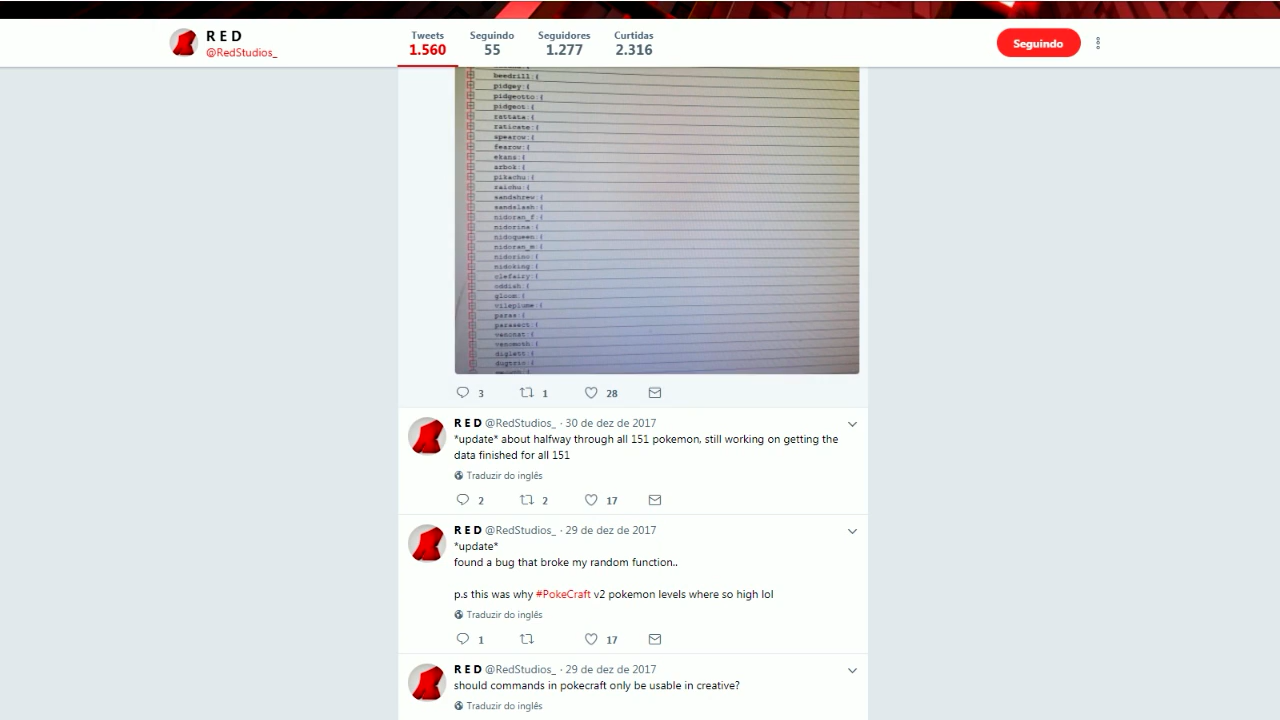 R E D
@RedStudios_
Tweets
1.560
Seguindo
55
Seguidores
1.277
Curtidas
2.316
Seguindo
beedrill:{
pidgey:{
pidgeotto:{
pidgeot:{
rattata:{
raticate:{
spearow:{
fearow:{
ekans:{
arbok:{
pikachu:{
raichu:{
sandshrew:{
sandslash:{
nidoran_f:{
nidorina:{
nidoqueen:{
nidoran_m:{
nidorino:{
nidoking:{
clefairy:{
oddish:{
gloom:{
vileplume:{
paras:{
parasect:{
venonat:{
venomoth:{
diglett:{
dugtrio:{
3 1 28
R E D @RedStudios_ · 30 de dez de 2017
*update* about halfway through all 151 pokemon, still working on getting the
data finished for all 151
Traduzir do inglês
2 2 17
R E D @RedStudios_ · 29 de dez de 2017
*update*
found a bug that broke my random function..
p.s this was why #PokeCraft v2 pokemon levels where so high lol
Traduzir do inglês
1 17
R E D @RedStudios_ · 29 de dez de 2017
should commands in pokecraft only be usable in creative?
Traduzir do inglês